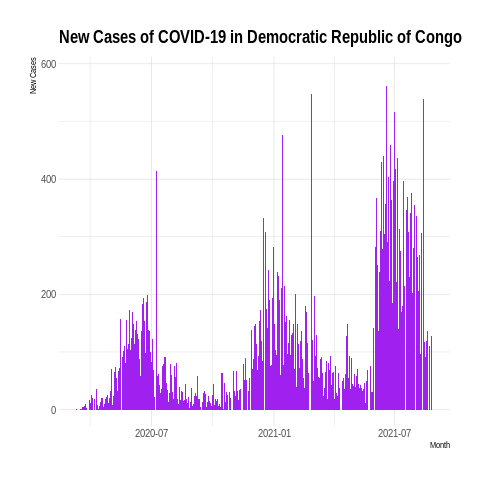 New Cases of COVID-19 in Democratic Republic of Congo
New Cases
600
400
200
0
2020-07
2021-01
2021-07
Month